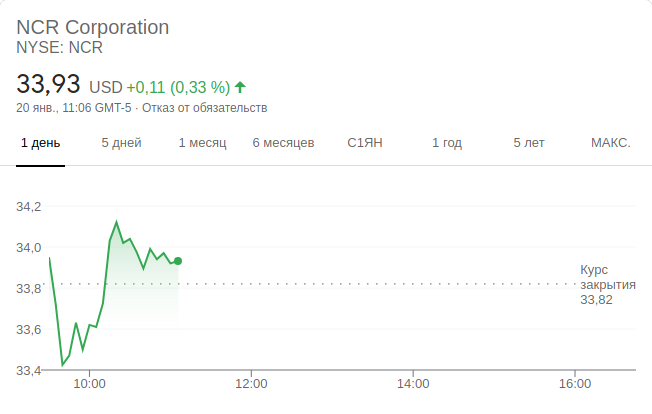 NCR Corporation
NYSE: NCR
33,93 USD +0,11 (0,33 %)
20 янв., 11:06 GMT-5 · Отказ от обязательств
1 день 5 дней 1 месяц 6 месяцев С1ЯН 1 год 5 лет МАКС.
34,2
34,0
33,8
33,6
33,4
Курс
закрытия
33,82
10:00 12:00 14:00 16:00